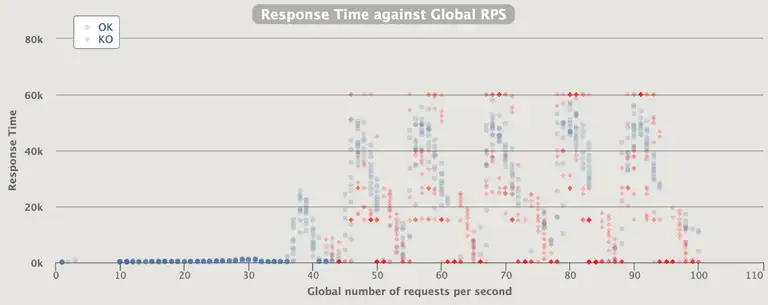 Response Time against Global RPS
OK
KO
80k
60k
40k
20k
0k
Response Time
0 10 20 30 40 50 60 70 80 90 100 110
Global number of requests per second